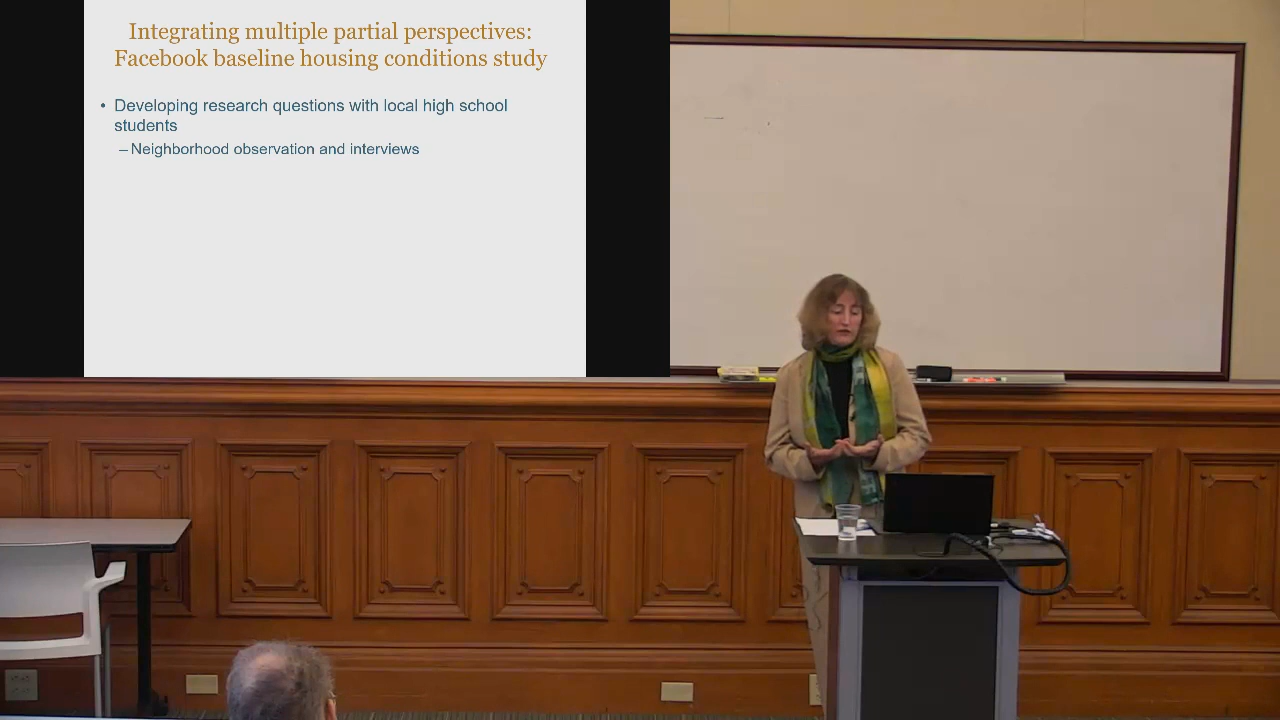 Integrating multiple partial perspectives:
Facebook baseline housing conditions study
• Developing research questions with local high school
students
– Neighborhood observation and interviews